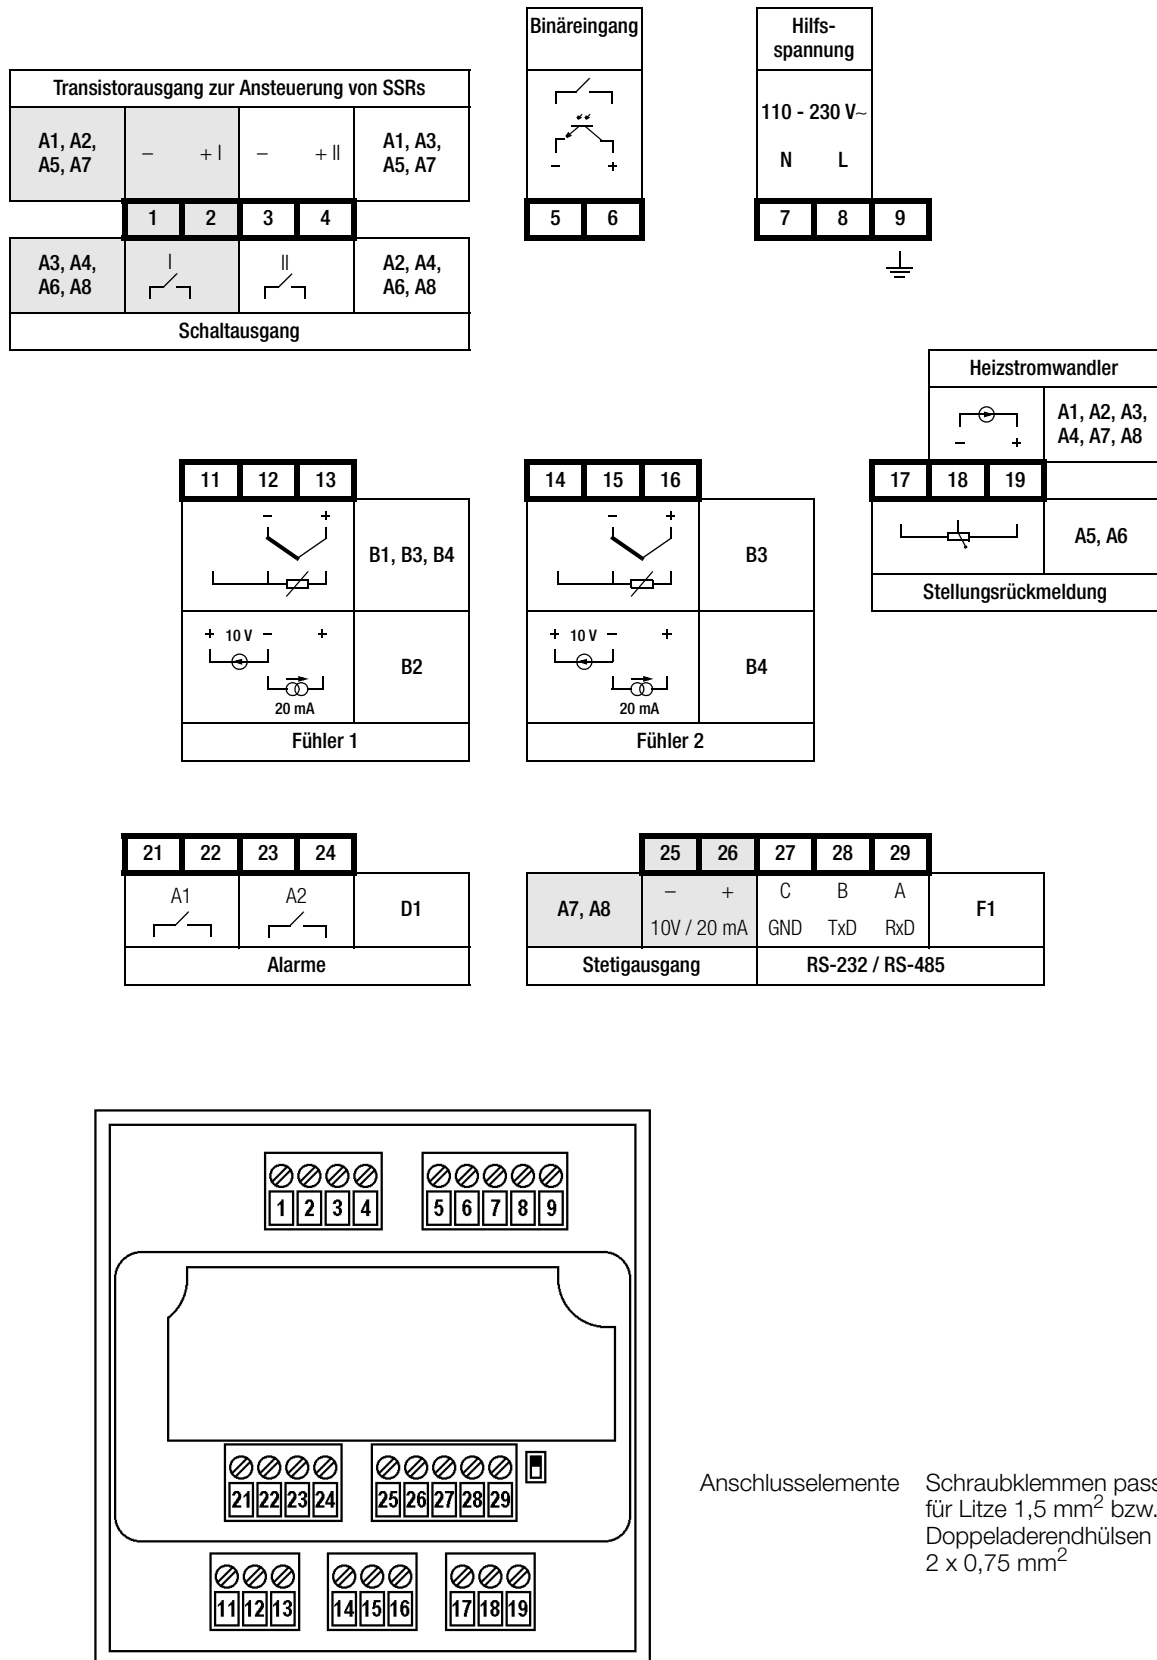 Binäreingang
Hilfs-
spannung
Transistorausgang zur Ansteuerung von SSRs
A1, A2,
A5, A7
– + I – + II
A1, A3,
A5, A7
– +
110 - 230 V~
N L
1 2 3 4
5 6
7 8 9
A3, A4,
A6, A8
I
II
A2, A4,
A6, A8
Schaltausgang
Heizstromwandler
– +
A1, A2, A3,
A4, A7, A8
11 12 13
14 15 16
17 18 19
– +
B1, B3, B4
– +
B3
A5, A6
Stellungsrückmeldung
+ 10 V – +
20 mA
B2
+ 10 V – +
20 mA
B4
Fühler 1
Fühler 2
21 22 23 24
A1 A2
D1
Alarme
25 26 27 28 29
A7, A8
– + C B A
10V / 20 mA GND TxD RxD
F1
Stetigausgang RS-232 / RS-485
1 2 3 4
5 6 7 8 9
21 22 23 24
25 26 27 28 29
11 12 13
14 15 16
17 18 19
Anschlusselemente Schraubklemmen pass
für Litze 1,5 mm² bzw.
Doppeladerendhülsen
2 x 0,75 mm²